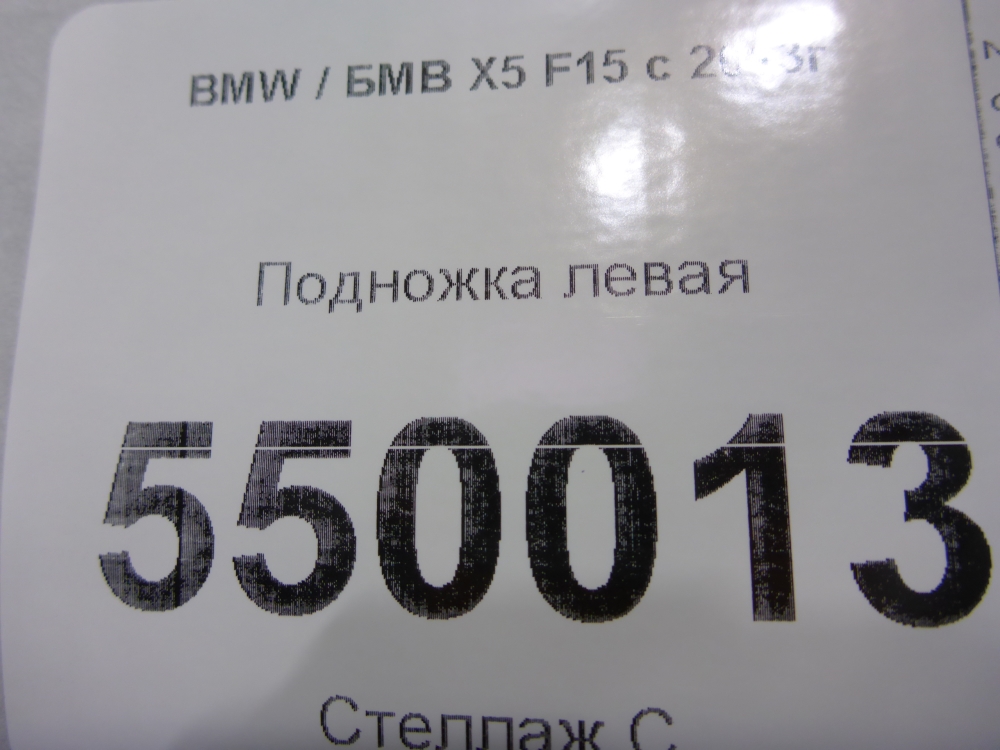 BMW / БМВ X5 F15 с
Подножка левая
550013
Стеллаж С